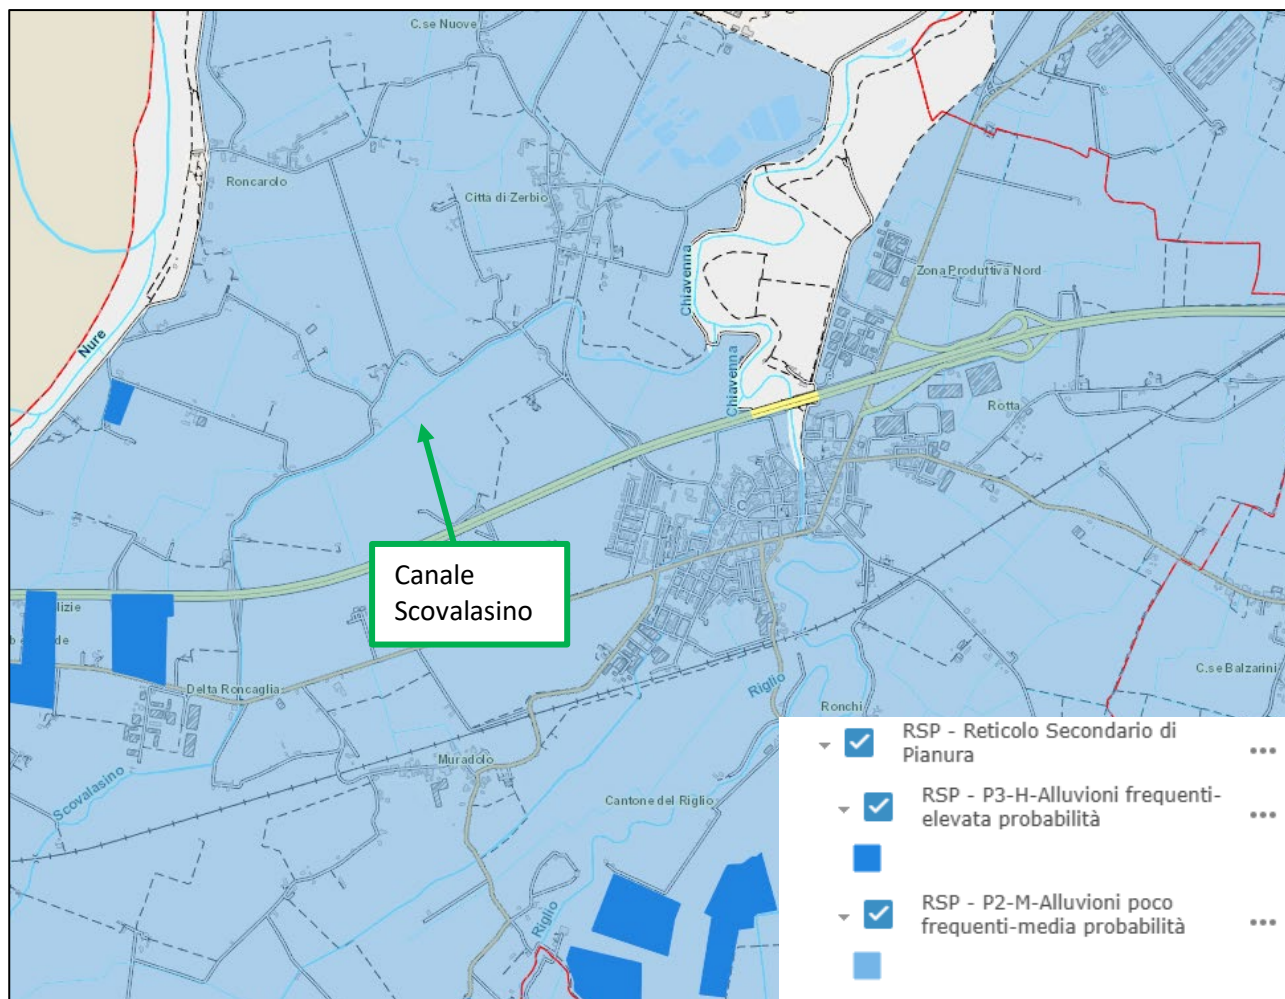 C.se Nuove
Roncarolo
Città di Zerbio
Chiavenna
Zona Produttiva Nord
Nure
Chiavenna
Rotta
Canale
Scovalasino
lizie
de
C.se Balzarini
Delta Roncaglia
Riglio
Ronchi
Muradolo
Scovalasino
Cantone del Riglio
Riglio
RSP - Reticolo Secondario di
Pianura
RSP - P3-H-Alluvioni frequenti-
elevata probabilità
RSP - P2-M-Alluvioni poco
frequenti-media probabilità